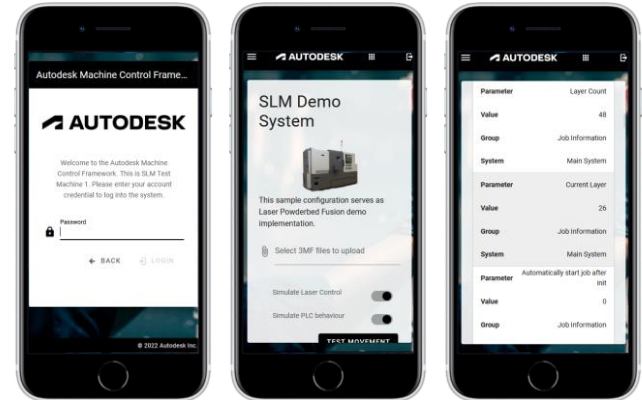 Autodesk Machine Control Frame...
AUTODESK
Welcome to the Autodesk Machine
Control Framework. This is SLM Test
Machine 1. Please enter your account
credential to log into the system.
Password
BACK
LOGIN
© 2022 Autodesk Inc.
AUTODESK
SLM Demo
System
This sample configuration serves as
Laser Powderbed Fusion demo
implementation.
Select 3MF files to upload
Simulate Laser Control
Simulate PLC behaviour
TEST MOVEMENT
AUTODESK
Parameter Layer Count
Value 48
Group Job Information
System Main System
Parameter Current Layer
Value 26
Group Job Information
System Main System
Parameter Automatically start job after
init
Value 0
Group Job Information